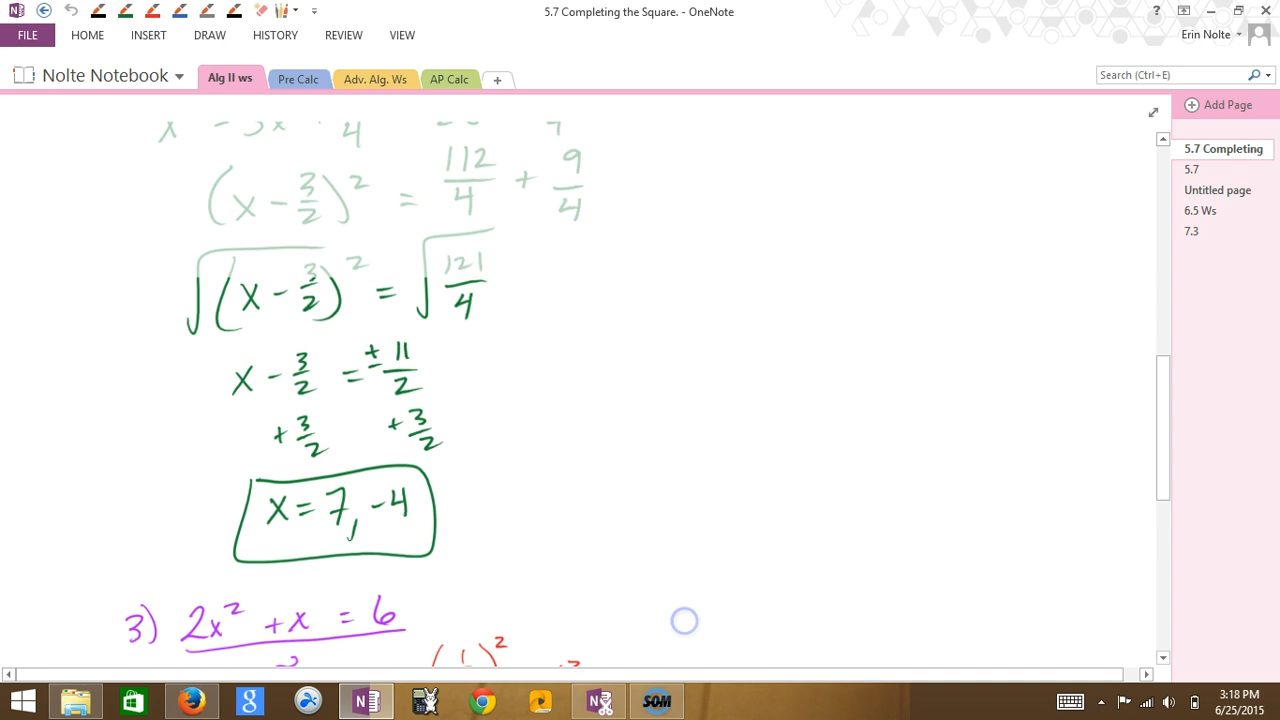 5.7 Completing the Square. - OneNote
FILE HOME INSERT DRAW HISTORY REVIEW VIEW
Erin Nolte
Nolte Notebook
Alg II ws
Pre Calc
Adv. Alg. Ws
AP Calc
Search (Ctrl+E)
Add Page
5.7 Completing
5.7
Untitled page
6.5 Ws
7.3
(x - 3/2)² = 112/4 + 9/4
√(x - 3/2)² = √121/4
x - 3/2 = ± 11/2
+ 3/2 + 3/2
x = 7, -4
3) 2x² + x = 6
3:18 PM
6/25/2015